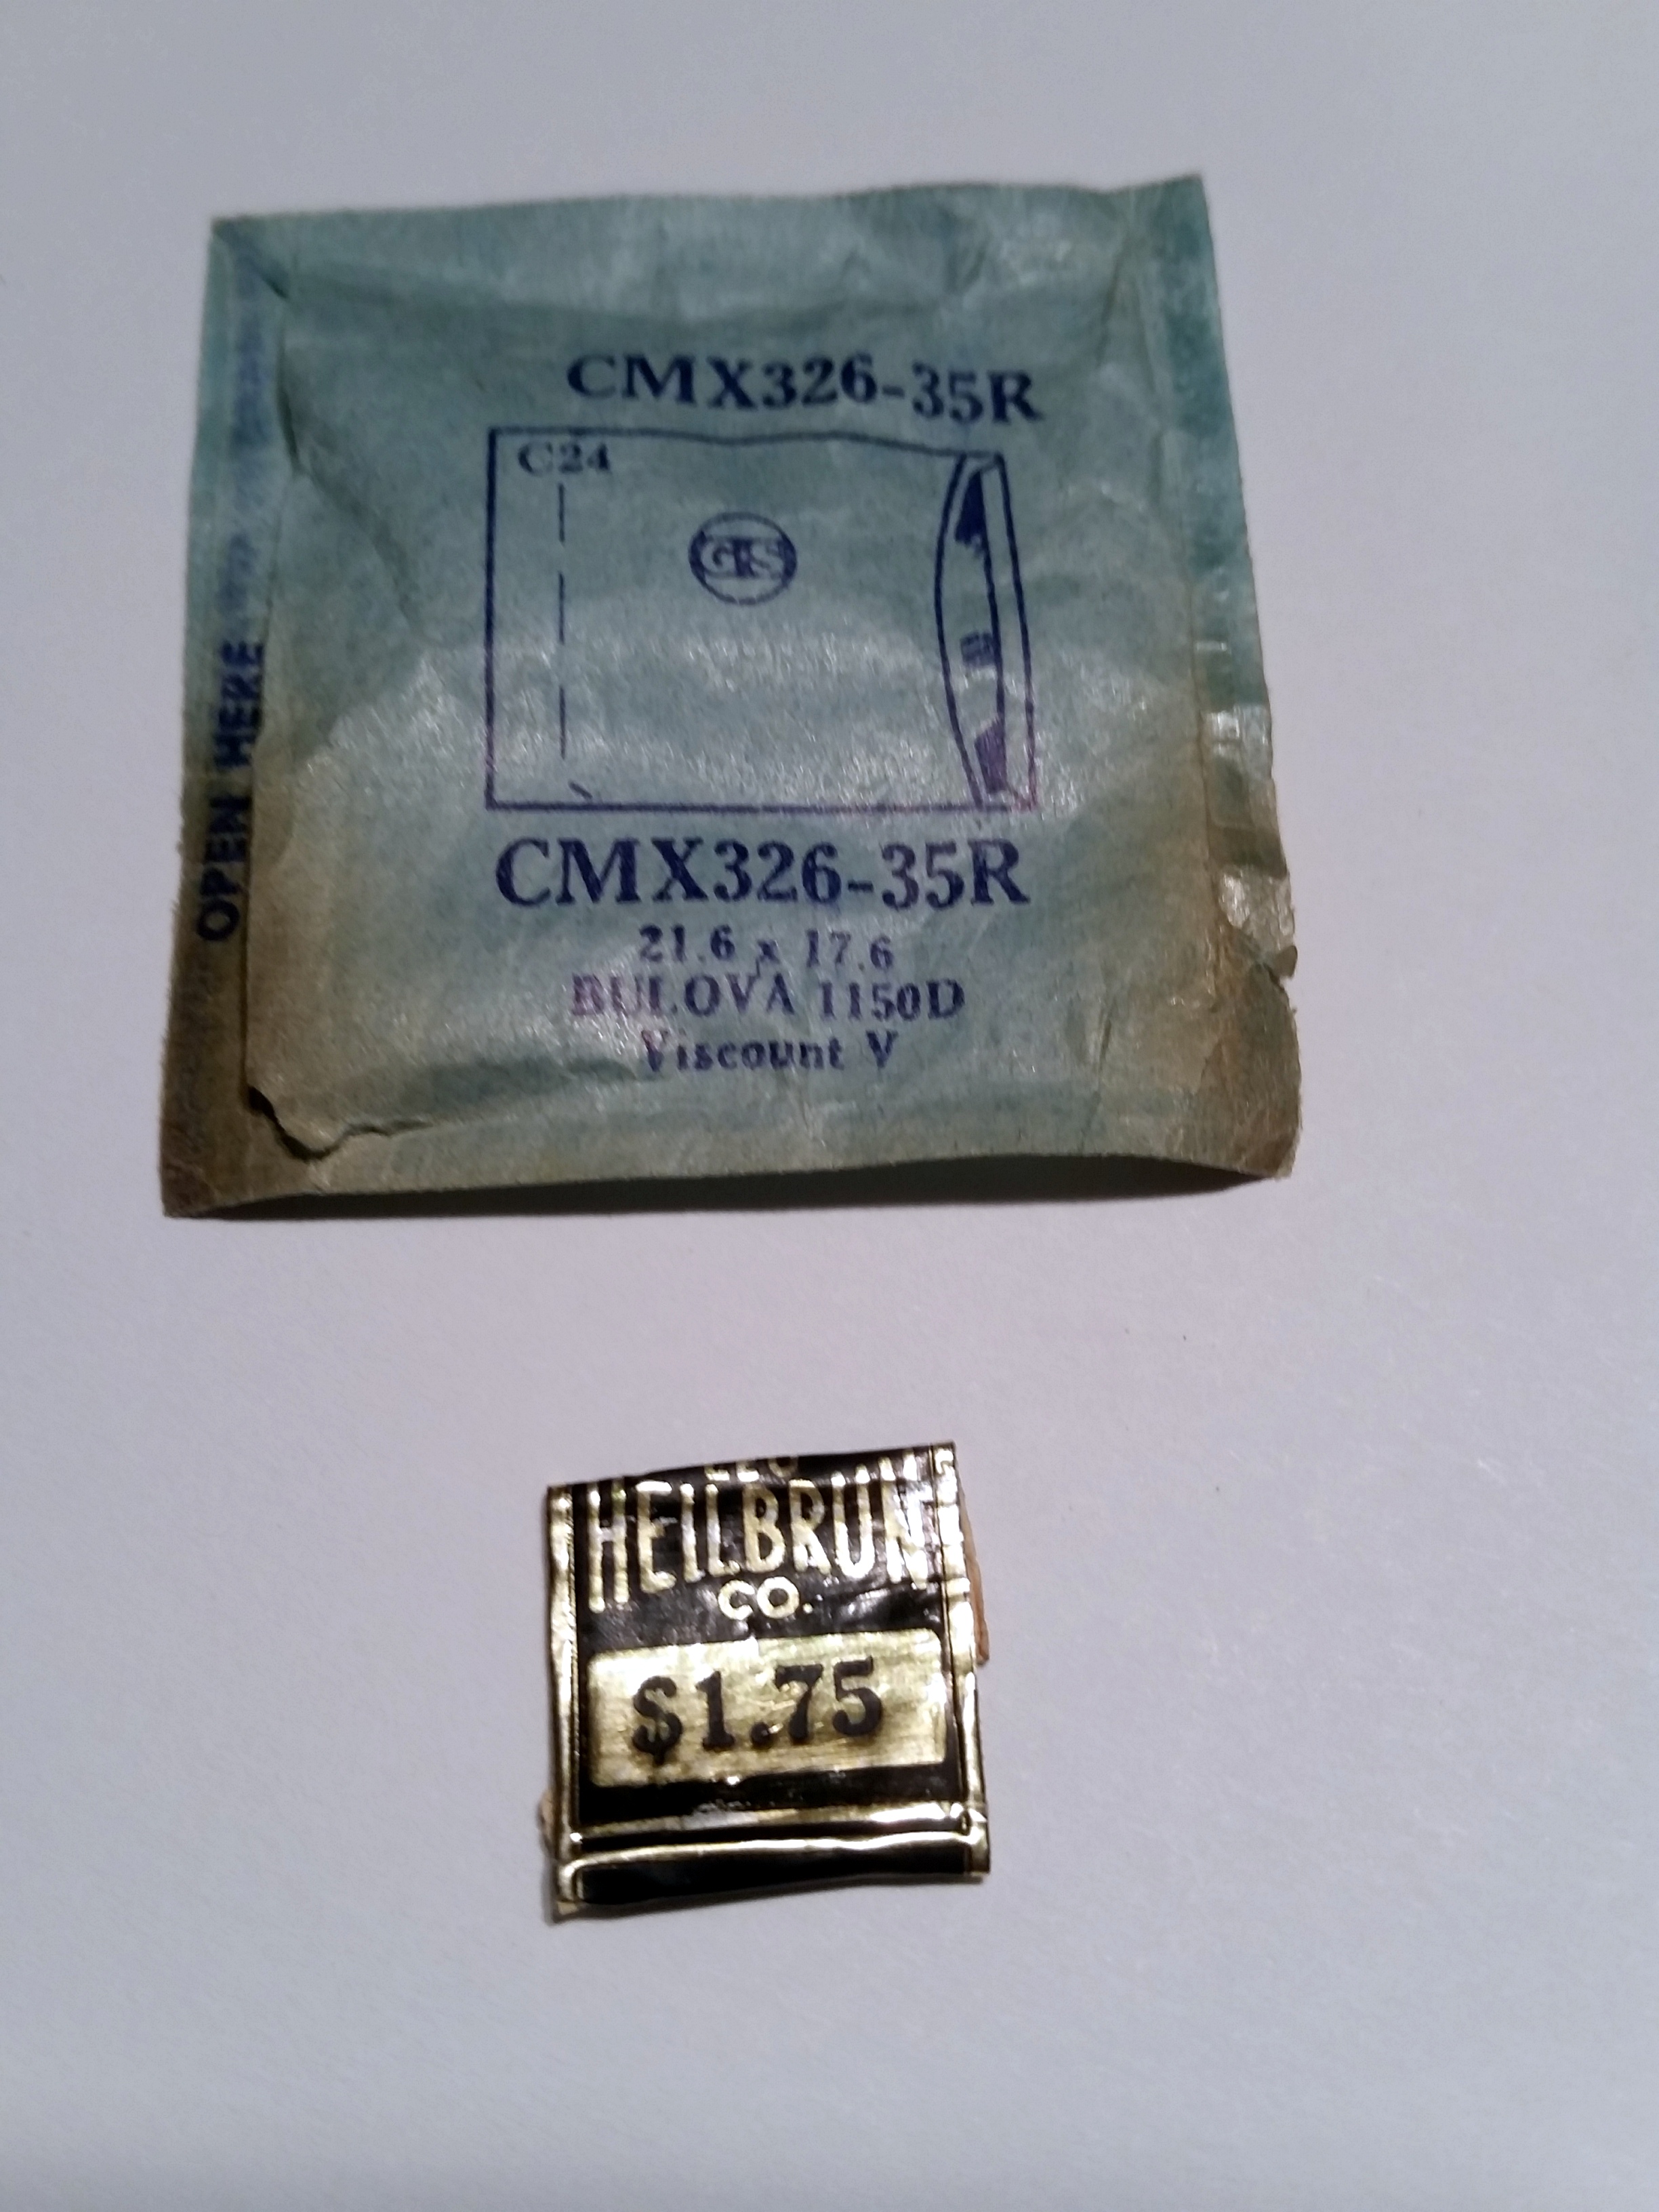 CMX326-35R
C24
GS
OPEN HERE
CMX326-35R
21.6 x 17.6
BULOVA 1150D
Viscount V
HEILBRUN
CO.
$1.75